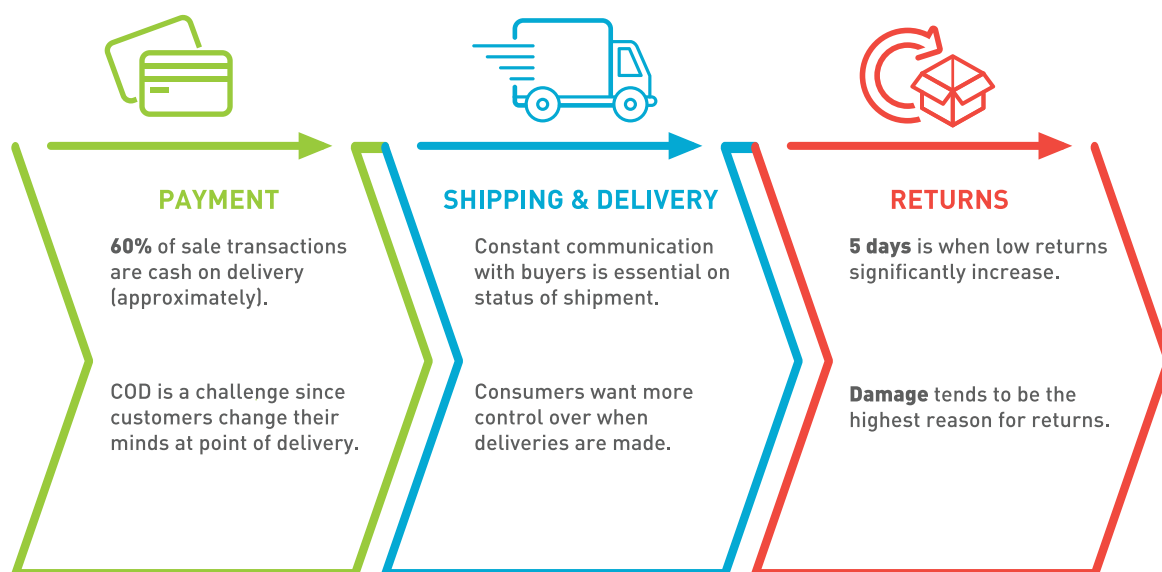 PAYMENT
60% of sale transactions
are cash on delivery
(approximately).
COD is a challenge since
customers change their
minds at point of delivery.
SHIPPING & DELIVERY
Constant communication
with buyers is essential on
status of shipment.
Consumers want more
control over when
deliveries are made.
RETURNS
5 days is when low returns
significantly increase.
Damage tends to be the
highest reason for returns.